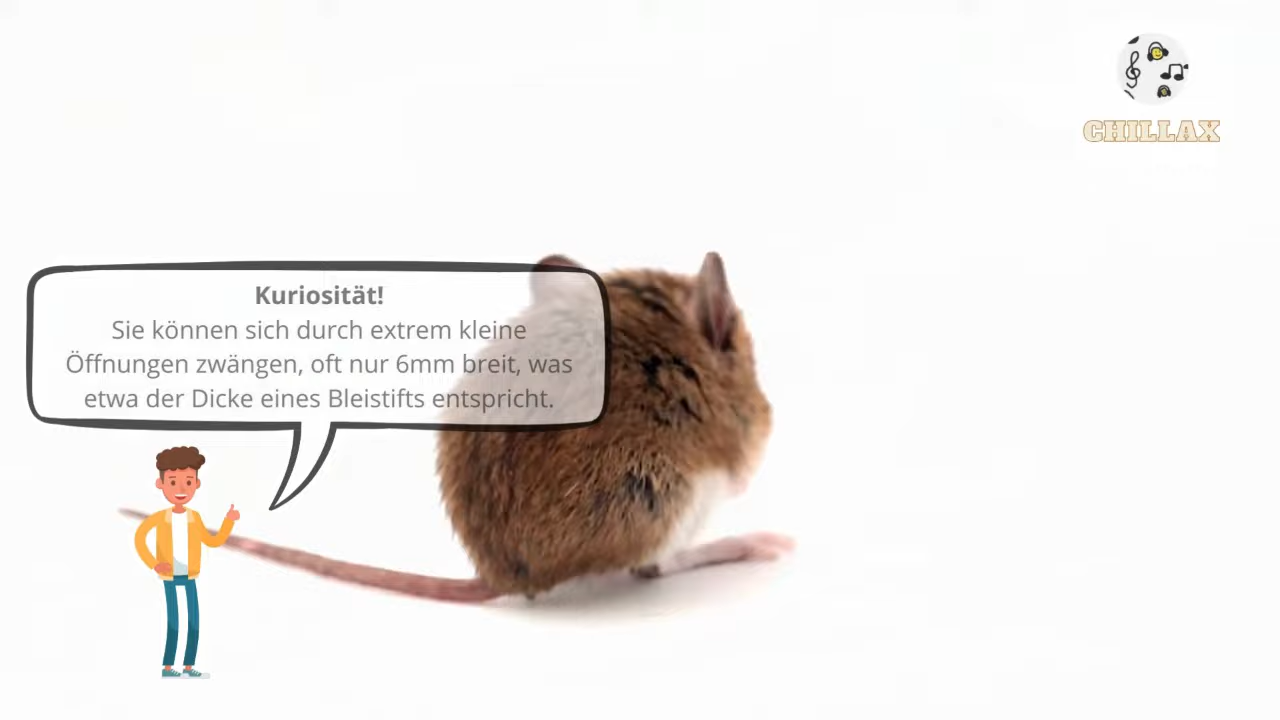 CHILLAX
Kuriosität!
Sie können sich durch extrem kleine
Öffnungen zwängen, oft nur 6mm breit, was
etwa der Dicke eines Bleistifts entspricht.